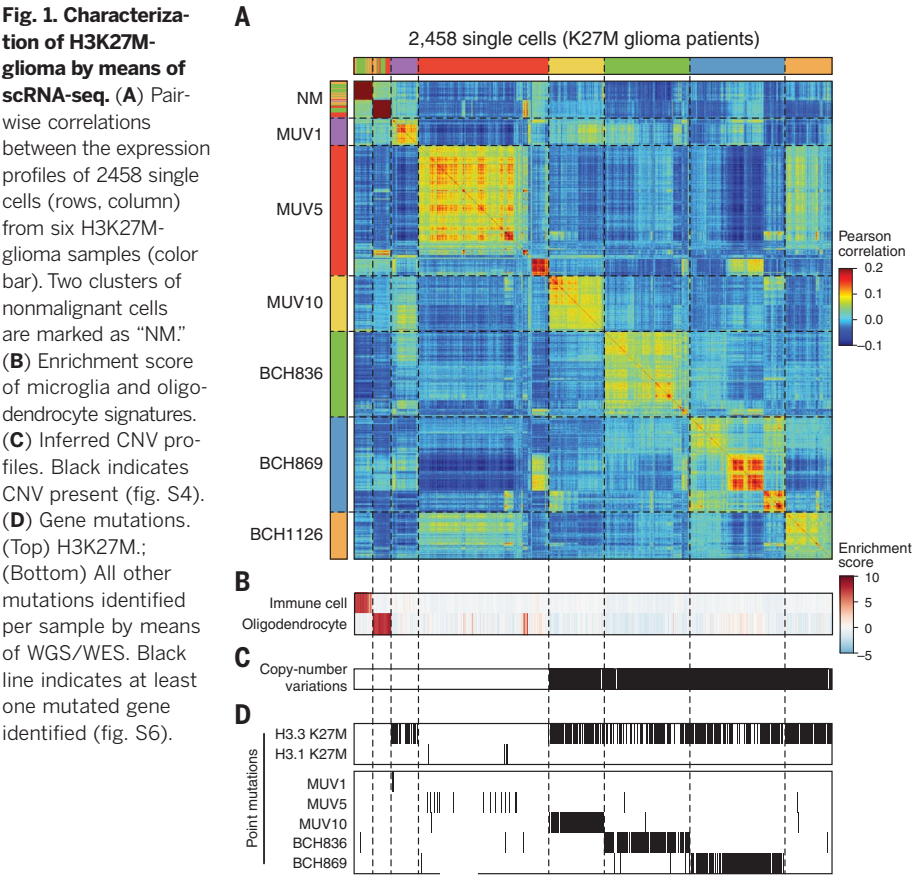 Fig. 1. Characteriza-
tion of H3K27M-
glioma by means of
scRNA-seq. (A) Pair-
wise correlations
between the expression
profiles of 2458 single
cells (rows, column)
from six H3K27M-
glioma samples (color
bar). Two clusters of
nonmalignant cells
are marked as “NM.”
(B) Enrichment score
of microglia and oligo-
dendrocyte signatures.
(C) Inferred CNV pro-
files. Black indicates
CNV present (fig. S4).
(D) Gene mutations.
(Top) H3K27M.;
(Bottom) All other
mutations identified
per sample by means
of WGS/WES. Black
line indicates at least
one mutated gene
identified (fig. S6).
A
2,458 single cells (K27M glioma patients)
NM
MUV1
MUV5
MUV10
BCH836
BCH869
BCH1126
Pearson
correlation
0.2
0.1
0.0
−0.1
B
Immune cell
Oligodendrocyte
Enrichment
score
10
5
0
−5
C
Copy-number
variations
D
Point mutations
H3.3 K27M
H3.1 K27M
MUV1
MUV5
MUV10
BCH836
BCH869